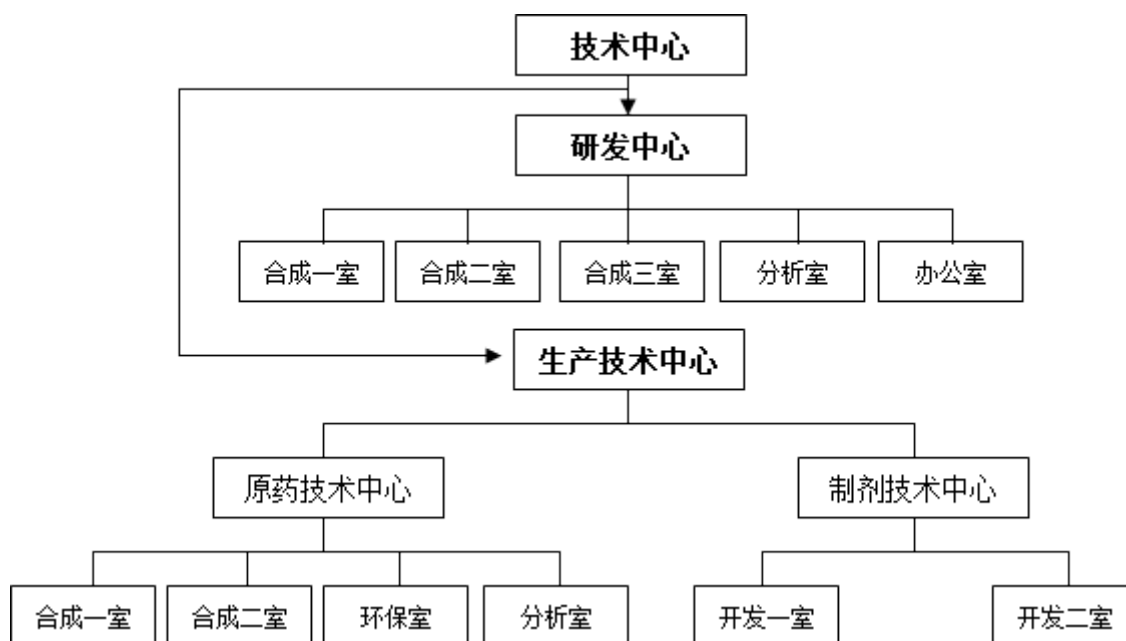 技术中心
研发中心
合成一室
合成二室
合成三室
分析室
办公室
生产技术中心
原药技术中心
制剂技术中心
合成一室
合成二室
环保室
分析室
开发一室
开发二室